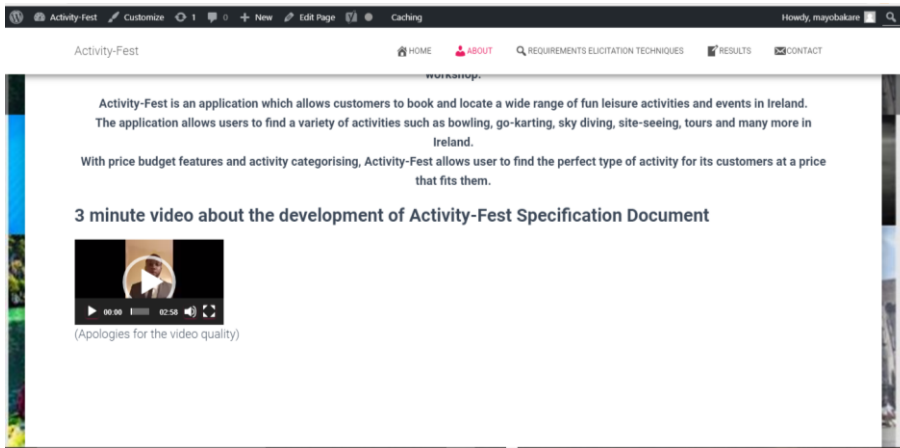 Activity-Fest Customize 1 0 + New Edit Page Caching Howdy, mayobakare
Activity-Fest HOME ABOUT REQUIREMENTS ELICITATION TECHNIQUES RESULTS CONTACT
workshop.
Activity-Fest is an application which allows customers to book and locate a wide range of fun leisure activities and events in Ireland.
The application allows users to find a variety of activities such as bowling, go-karting, sky diving, site-seeing, tours and many more in
Ireland.
With price budget features and activity categorising, Activity-Fest allows user to find the perfect type of activity for its customers at a price
that fits them.
3 minute video about the development of Activity-Fest Specification Document
00:00 02:58
(Apologies for the video quality)